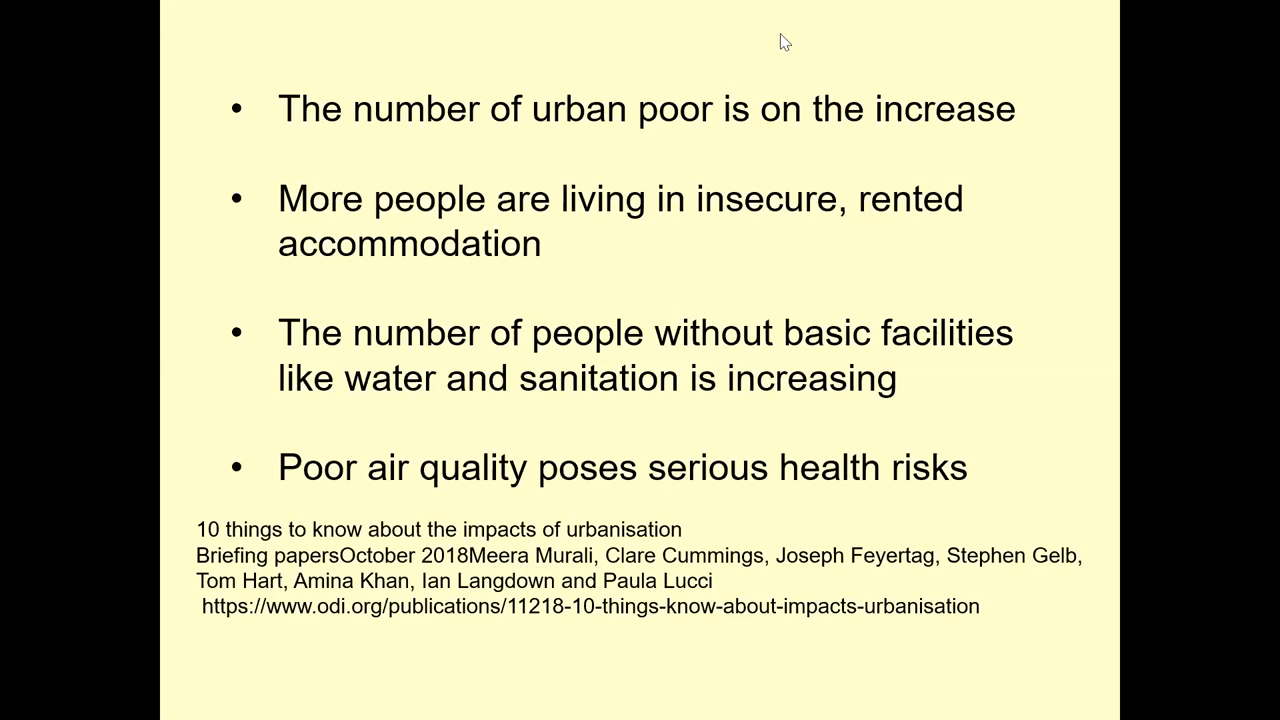 • The number of urban poor is on the increase
• More people are living in insecure, rented
accommodation
• The number of people without basic facilities
like water and sanitation is increasing
• Poor air quality poses serious health risks
10 things to know about the impacts of urbanisation
Briefing papersOctober 2018Meera Murali, Clare Cummings, Joseph Feyertag, Stephen Gelb,
Tom Hart, Amina Khan, Ian Langdown and Paula Lucci
https://www.odi.org/publications/11218-10-things-know-about-impacts-urbanisation